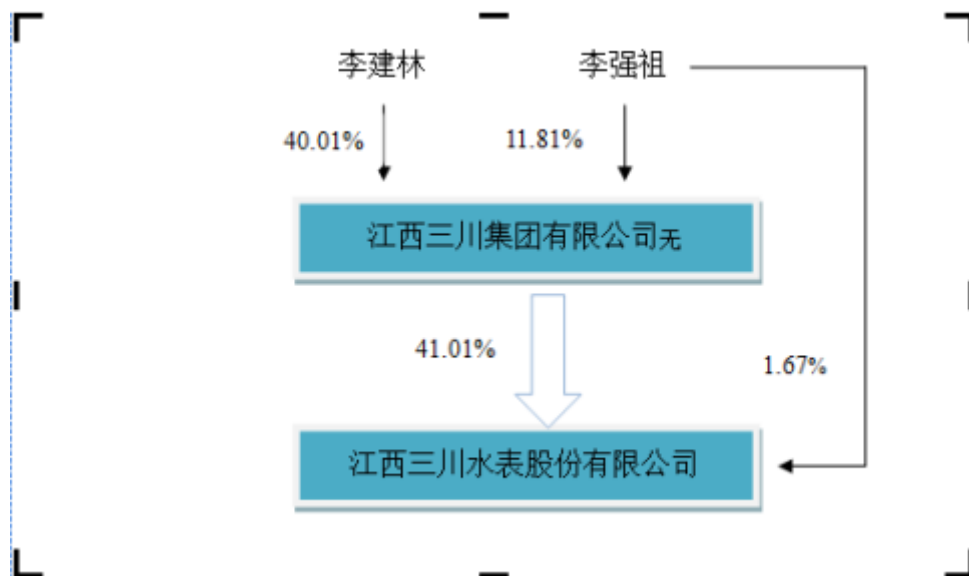 李建林 李强祖
40.01% 11.81%
江西三川集团有限公司无
41.01%
1.67%
江西三川水表股份有限公司